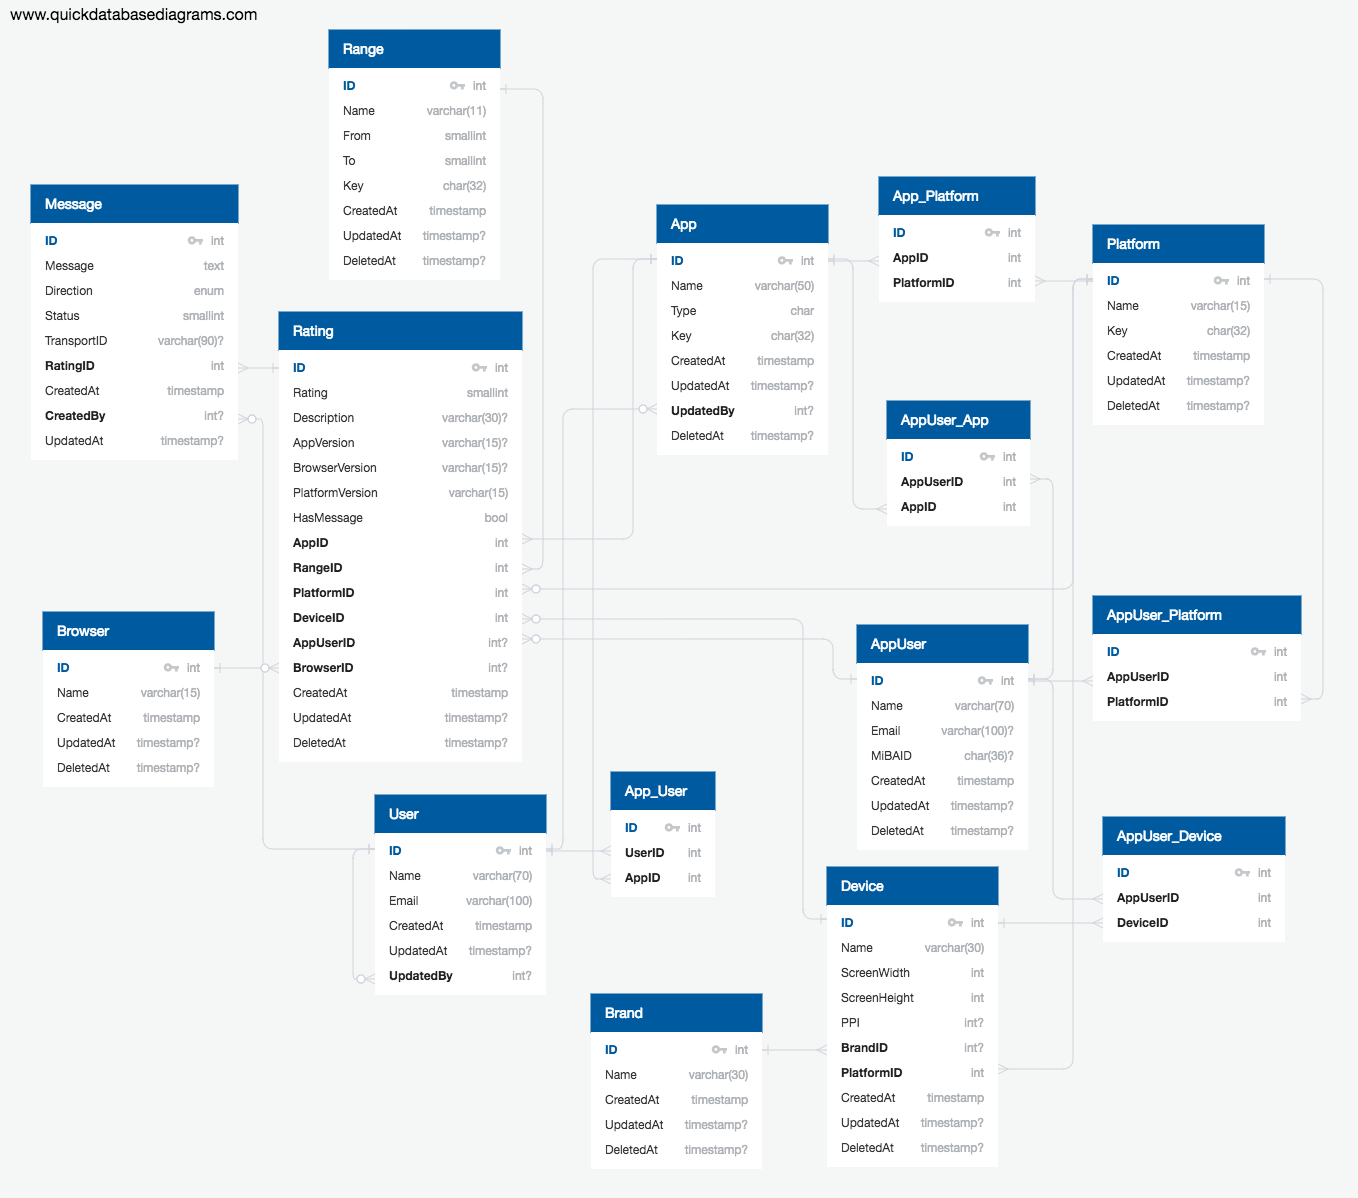 www.quickdatabasediagrams.com
Range
ID int
Name varchar(11)
From smallint
To smallint
Key char(32)
CreatedAt timestamp
UpdatedAt timestamp?
DeletedAt timestamp?
Message
ID int
Message text
Direction enum
Status smallint
TransportID varchar(90)?
RatingID int
CreatedAt timestamp
CreatedBy int?
UpdatedAt timestamp?
Rating
ID int
Rating smallint
Description varchar(30)?
AppVersion varchar(15)?
BrowserVersion varchar(15)?
PlatformVersion varchar(15)
HasMessage bool
AppID int
RangeID int
PlatformID int
DeviceID int
AppUserID int?
BrowserID int?
CreatedAt timestamp
UpdatedAt timestamp?
DeletedAt timestamp?
App
ID int
Name varchar(50)
Type char
Key char(32)
CreatedAt timestamp
UpdatedAt timestamp?
UpdatedBy int?
DeletedAt timestamp?
App_Platform
ID int
AppID int
PlatformID int
Platform
ID int
Name varchar(15)
Key char(32)
CreatedAt timestamp
UpdatedAt timestamp?
DeletedAt timestamp?
AppUser_App
ID int
AppUserID int
AppID int
Browser
ID int
Name varchar(15)
CreatedAt timestamp
UpdatedAt timestamp?
DeletedAt timestamp?
AppUser
ID int
Name varchar(70)
Email varchar(100)?
MiBAID char(36)?
CreatedAt timestamp
UpdatedAt timestamp?
DeletedAt timestamp?
AppUser_Platform
ID int
AppUserID int
PlatformID int
User
ID int
Name varchar(70)
Email varchar(100)
CreatedAt timestamp
UpdatedAt timestamp?
UpdatedBy int?
App_User
ID int
UserID int
AppID int
AppUser_Device
ID int
AppUserID int
DeviceID int
Device
ID int
Name varchar(30)
ScreenWidth int
ScreenHeight int
PPI int?
BrandID int?
PlatformID int
CreatedAt timestamp
UpdatedAt timestamp?
DeletedAt timestamp?
Brand
ID int
Name varchar(30)
CreatedAt timestamp
UpdatedAt timestamp?
DeletedAt timestamp?